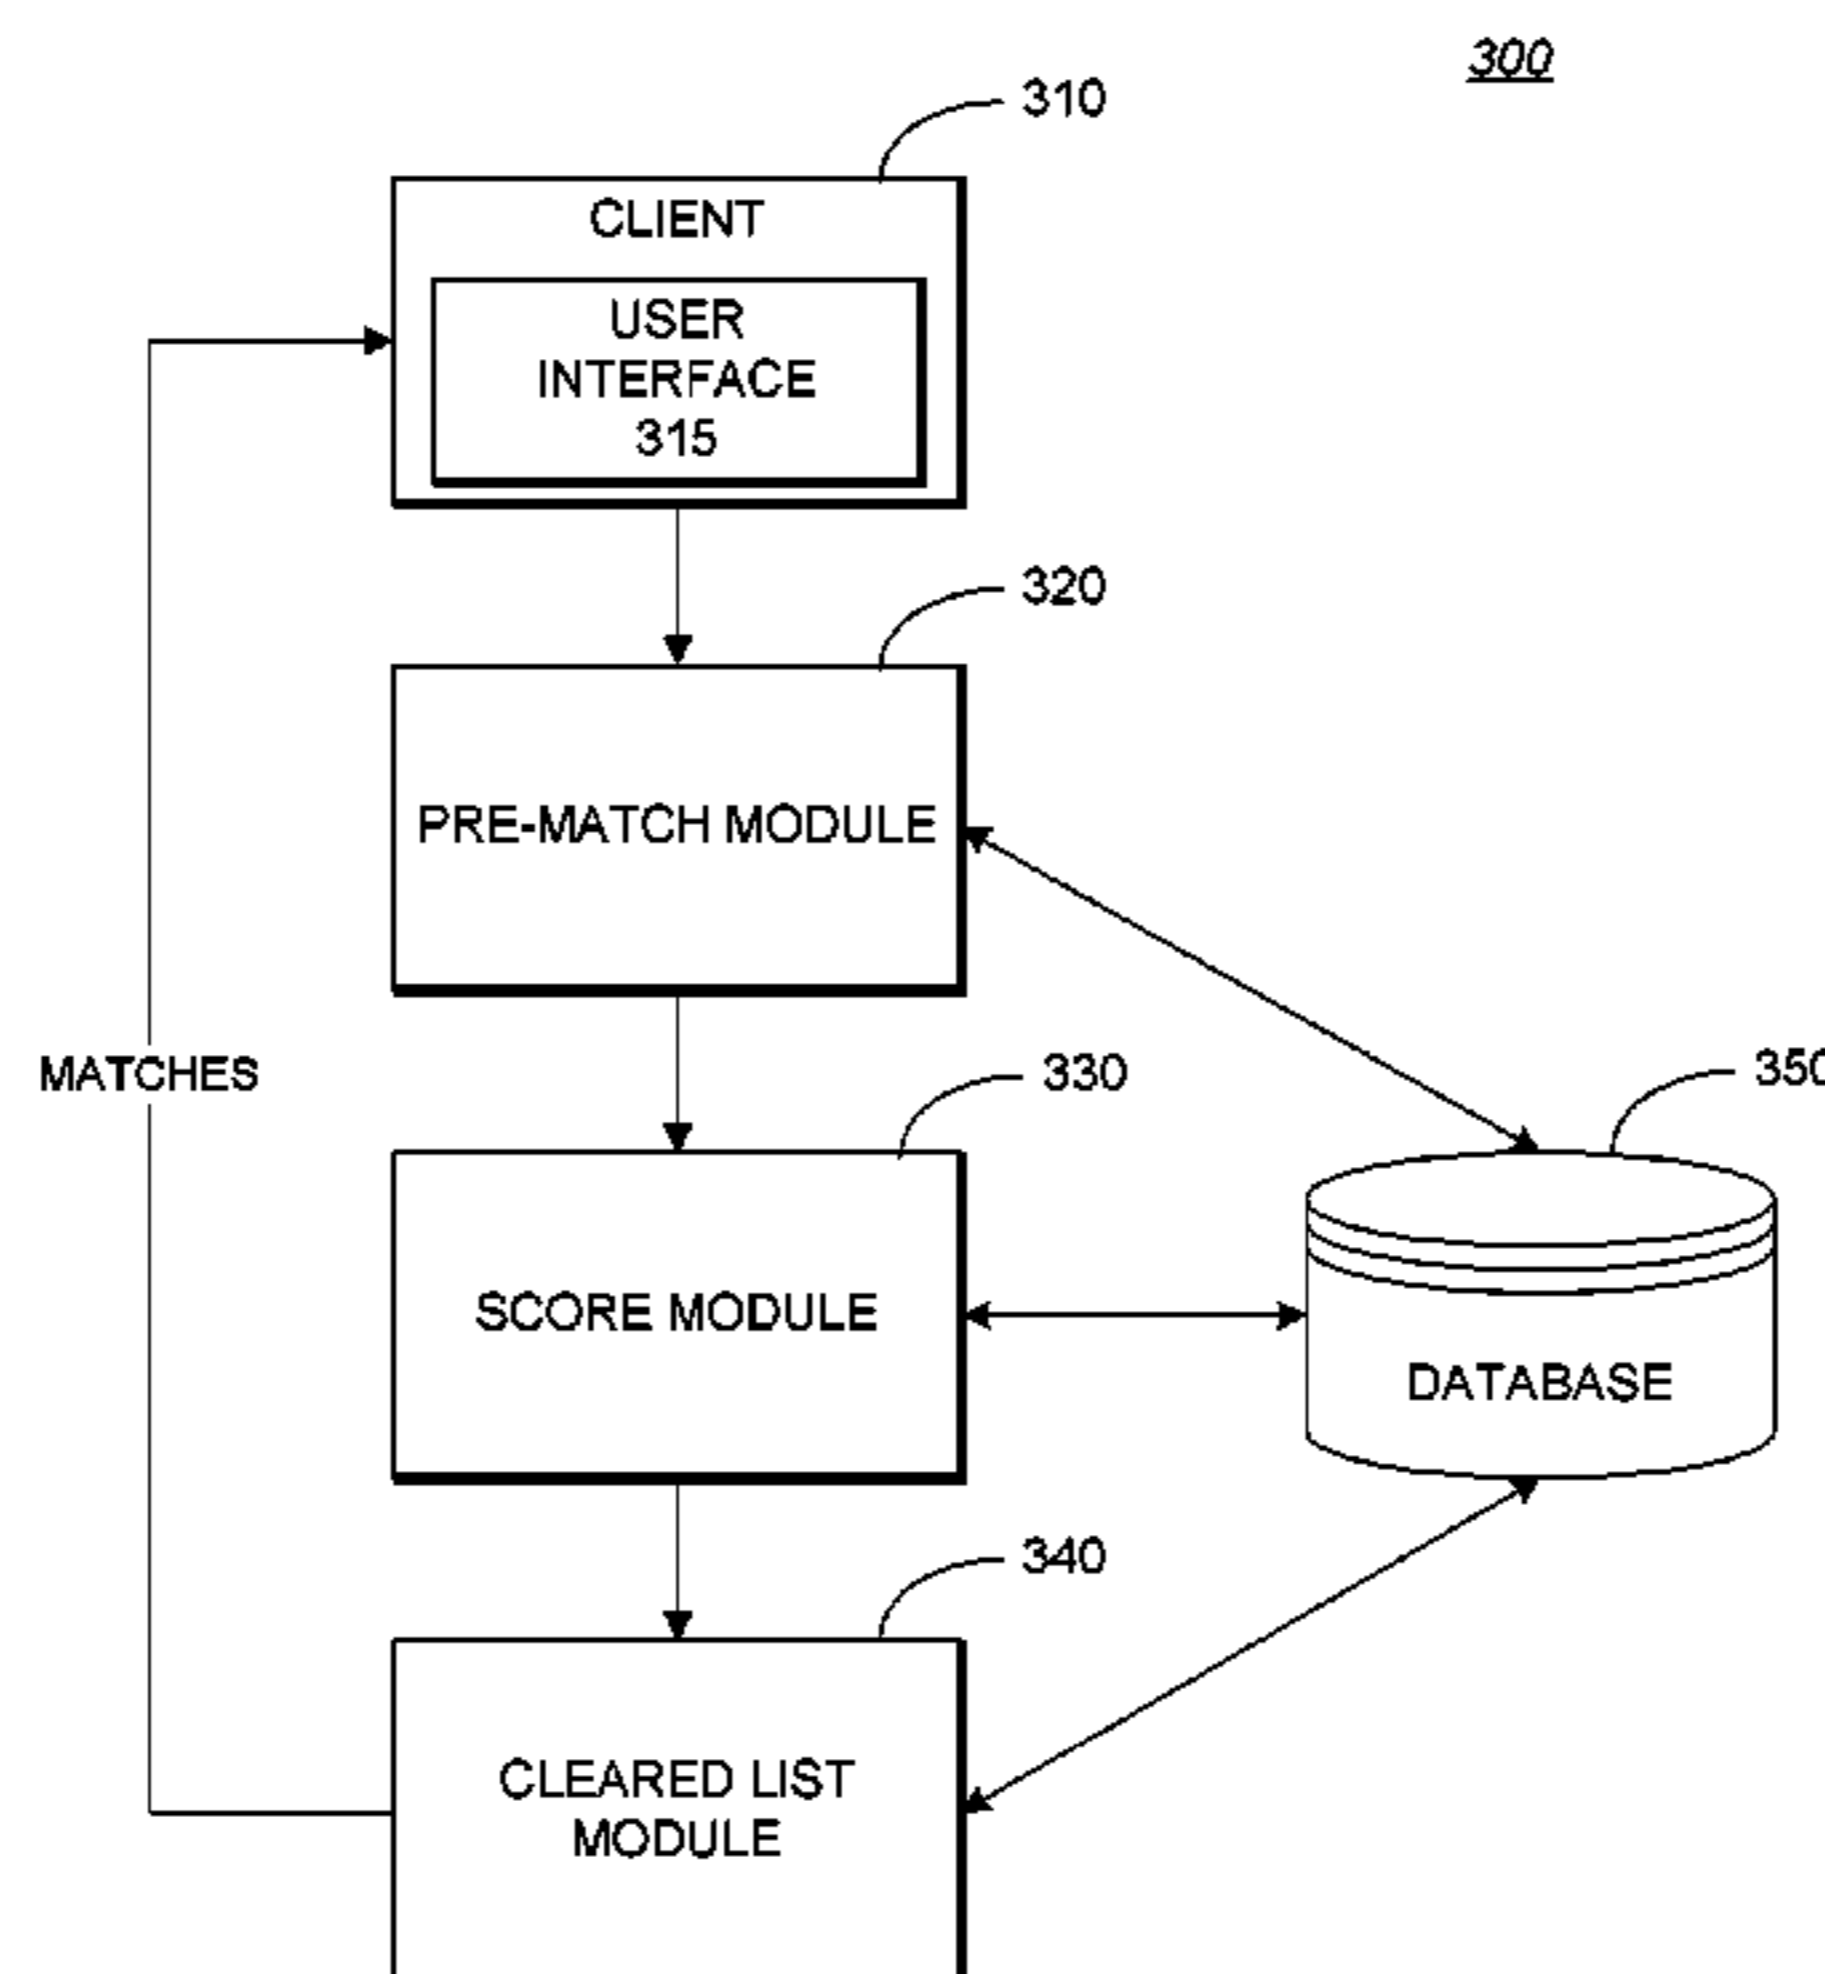 300
310
CLIENT
USER
INTERFACE
315
320
PRE-MATCH MODULE
MATCHES
330
350
SCORE MODULE
DATABASE
340
CLEARED LIST
MODULE